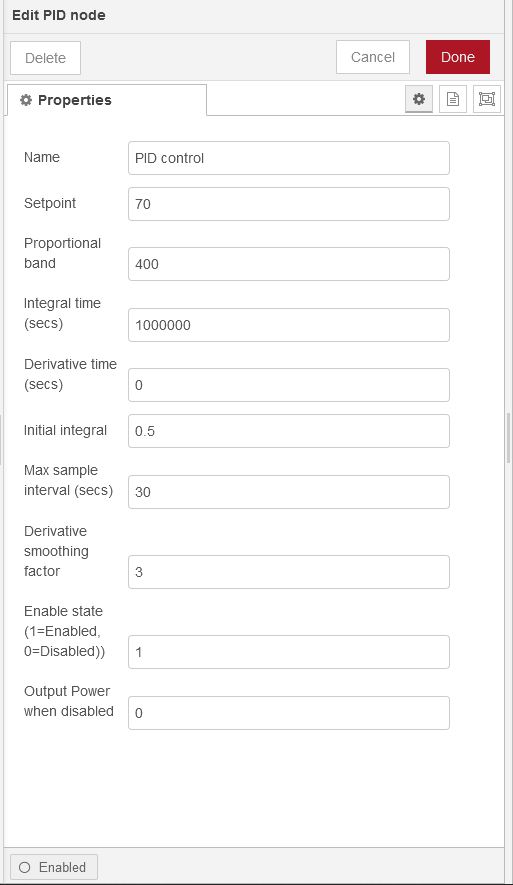 Edit PID node
Delete
Cancel
Done
Properties
Name
PID control
Setpoint
70
Proportional
band
400
Integral time
(secs)
1000000
Derivative time
(secs)
0
Initial integral
0.5
Max sample
interval (secs)
30
Derivative
smoothing
factor
3
Enable state
(1=Enabled,
0=Disabled))
1
Output Power
when disabled
0
Enabled